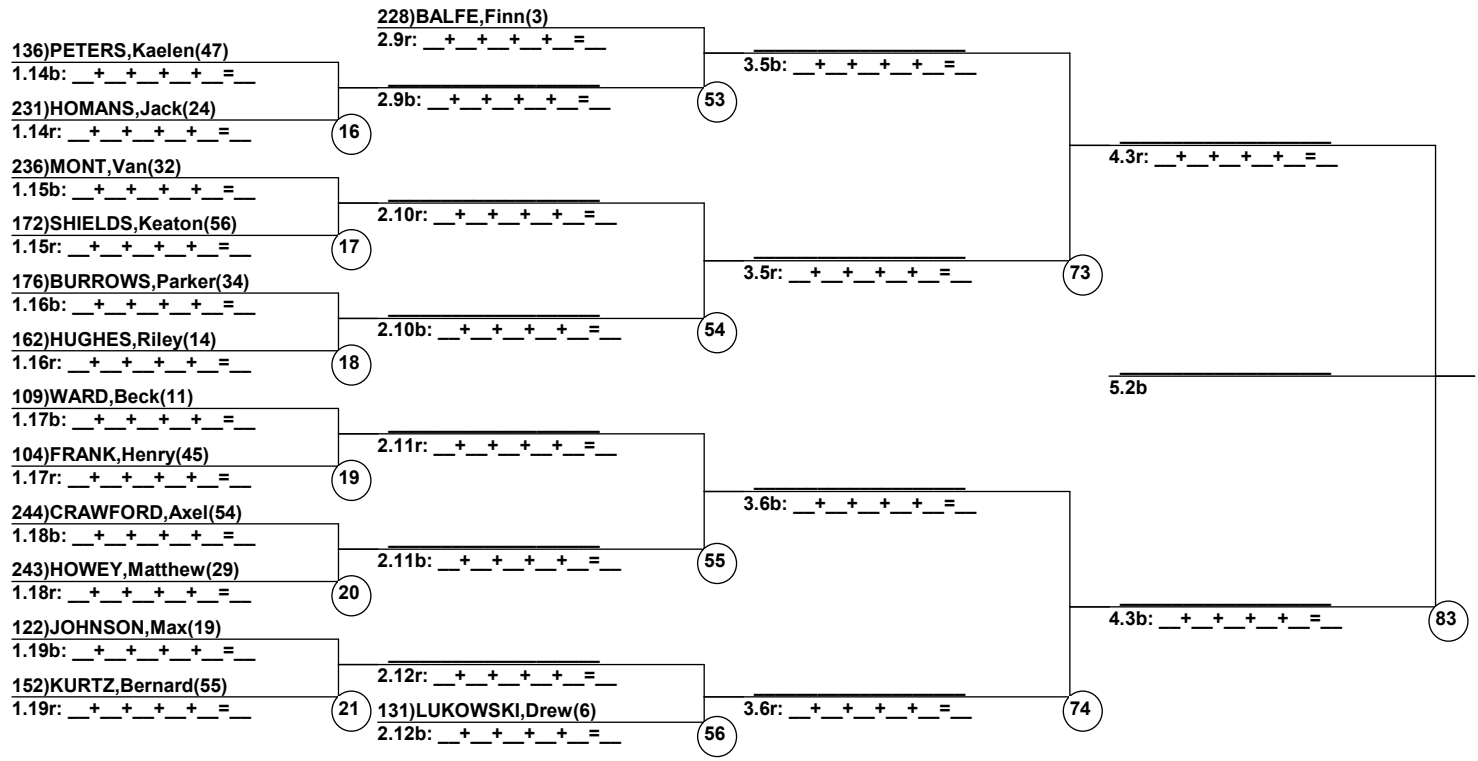 228)BALFE,Finn(3)
2.9r: __+__+__+__+__=__
136)PETERS,Kaelen(47)
1.14b: __+__+__+__+__=__
231)HOMANS,Jack(24)
1.14r: __+__+__+__+__=__
16
2.9b: __+__+__+__+__=__
53
3.5b: __+__+__+__+__=__
236)MONT,Van(32)
1.15b: __+__+__+__+__=__
172)SHIELDS,Keaton(56)
1.15r: __+__+__+__+__=__
17
2.10r: __+__+__+__+__=__
176)BURROWS,Parker(34)
1.16b: __+__+__+__+__=__
162)HUGHES,Riley(14)
1.16r: __+__+__+__+__=__
18
2.10b: __+__+__+__+__=__
54
3.5r: __+__+__+__+__=__
73
4.3r: __+__+__+__+__=__
5.2b
109)WARD,Beck(11)
1.17b: __+__+__+__+__=__
104)FRANK,Henry(45)
1.17r: __+__+__+__+__=__
19
2.11r: __+__+__+__+__=__
244)CRAWFORD,Axel(54)
1.18b: __+__+__+__+__=__
243)HOWEY,Matthew(29)
1.18r: __+__+__+__+__=__
20
2.11b: __+__+__+__+__=__
55
3.6b: __+__+__+__+__=__
122)JOHNSON,Max(19)
1.19b: __+__+__+__+__=__
152)KURTZ,Bernard(55)
1.19r: __+__+__+__+__=__
21
2.12r: __+__+__+__+__=__
131)LUKOWSKI,Drew(6)
2.12b: __+__+__+__+__=__
56
3.6r: __+__+__+__+__=__
74
4.3b: __+__+__+__+__=__
83